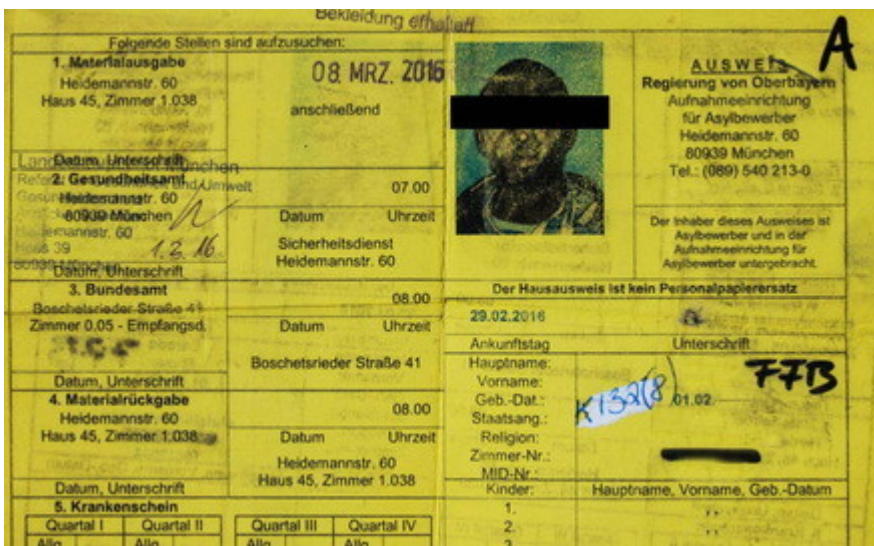 Bekleidung erhalten
Folgende Stellen sind aufzusuchen:
1. Materialausgabe
Heidemannstr. 60
Haus 45, Zimmer 1.038
Datum, Unterschrift
08. MRZ. 2016
anschließend
2. Gesundheitsamt
Heidemannstr. 60
80939 München
1.3.16
Datum, Unterschrift
07.00
Datum Uhrzeit
Sicherheitsdienst
Heidemannstr. 60
3. Bundesamt
Boschetsrieder Straße 41
Zimmer 0.05 - Empfangsd.
Datum, Unterschrift
08.00
Datum Uhrzeit
Boschetsrieder Straße 41
4. Materialrückgabe
Heidemannstr. 60
Haus 45, Zimmer 1.038
Datum, Unterschrift
08.00
Datum Uhrzeit
Heidemannstr. 60
Haus 45, Zimmer 1.038
5. Krankenschein
Quartal I Quartal II Quartal III Quartal IV
Allg. Allg. Allg. Allg.
A
AUSWEIS
Regierung von Oberbayern
Aufnahmeeinrichtung
für Asylbewerber
Heidemannstr. 60
80939 München
Tel.: (089) 540 213-0
Der Inhaber dieses Ausweises ist
Asylbewerber und in der
Aufnahmeeinrichtung für
Asylbewerber untergebracht.
Der Hausausweis ist kein Personalpapierersatz
29.02.2016
Ankunftstag Unterschrift
77B
Hauptname:
Vorname:
Geb.-Dat.: 01.02.
K132(8)
Staatsang.:
Religion:
Zimmer-Nr.:
MID-Nr.:
Kinder: Hauptname, Vorname, Geb.-Datum
1.
2.
3.